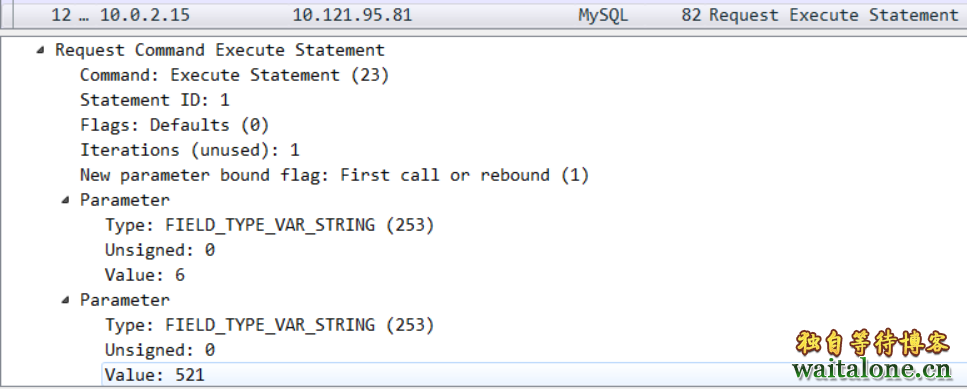 12 … 10.0.2.15 10.121.95.81 MySQL 82 Request Execute Statement
Request Command Execute Statement
Command: Execute Statement (23)
Statement ID: 1
Flags: Defaults (0)
Iterations (unused): 1
New parameter bound flag: First call or rebound (1)
Parameter
Type: FIELD_TYPE_VAR_STRING (253)
Unsigned: 0
Value: 6
Parameter
Type: FIELD_TYPE_VAR_STRING (253)
Unsigned: 0
Value: 521
独自等待博客
waitalone.cn